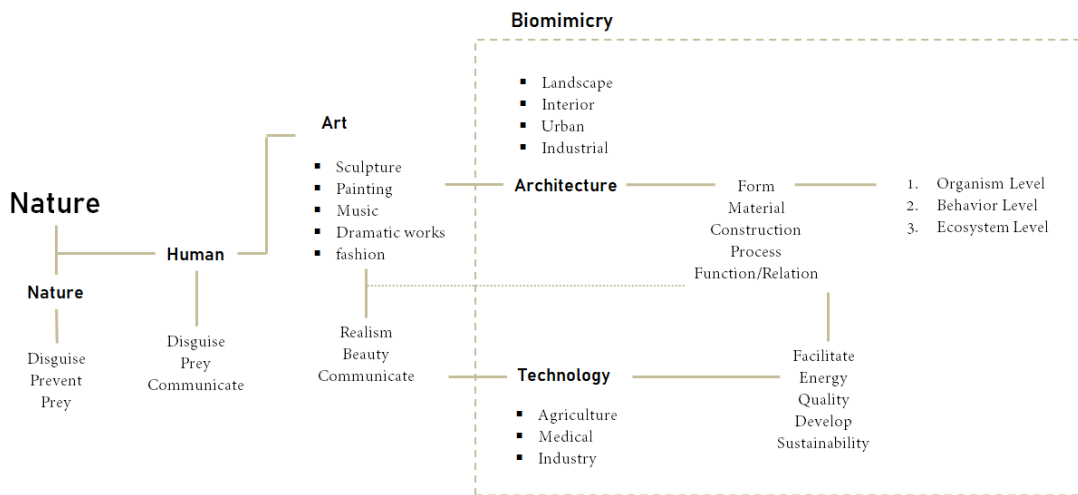 Biomimicry
Nature
Nature
Disguise
Prevent
Prey
Human
Disguise
Prey
Communicate
Art
▪ Sculpture
▪ Painting
▪ Music
▪ Dramatic works
▪ fashion
Realism
Beauty
Communicate
▪ Landscape
▪ Interior
▪ Urban
▪ Industrial
Architecture
Form
Material
Construction
Process
Function/Relation
1. Organism Level
2. Behavior Level
3. Ecosystem Level
Technology
▪ Agriculture
▪ Medical
▪ Industry
Facilitate
Energy
Quality
Develop
Sustainability